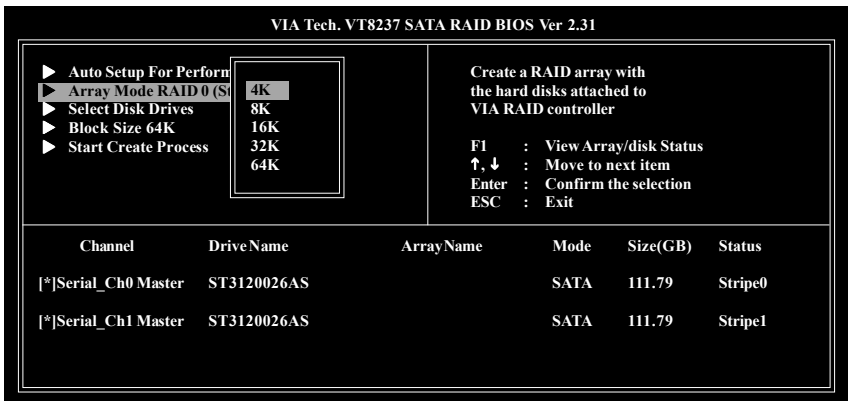 VIA Tech. VT8237 SATA RAID BIOS Ver 2.31
Auto Setup For Perform
Array Mode RAID 0 (St
Select Disk Drives
Block Size 64K
Start Create Process
4K
8K
16K
32K
64K
Create a RAID array with
the hard disks attached to
VIA RAID controller
F1 : View Array/disk Status
↑, ↓ : Move to next item
Enter : Confirm the selection
ESC : Exit
Channel Drive Name Array Name Mode Size(GB) Status
[*]Serial_Ch0 Master ST3120026AS SATA 111.79 Stripe0
[*]Serial_Ch1 Master ST3120026AS SATA 111.79 Stripe1